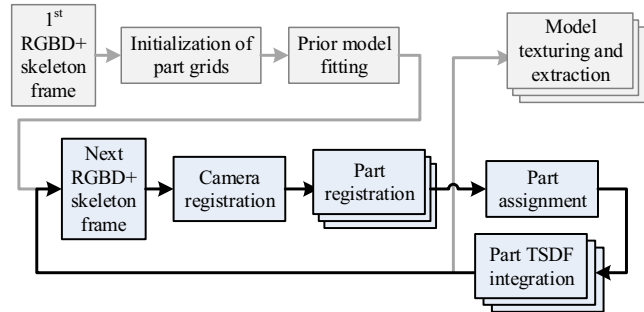 1st
RGBD+
skeleton
frame
Initialization of
part grids
Prior model
fitting
Model
texturing and
extraction
Next
RGBD+
skeleton
frame
Camera
registration
Part
registration
Part
assignment
Part TSDF
integration